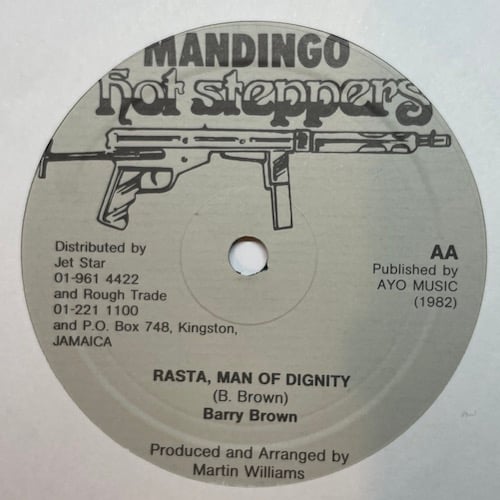 MANDINGO
hot steppers
Distributed by
Jet Star
01-961 4422
and Rough Trade
01-221 1100
and P.O. Box 748, Kingston,
JAMAICA
AA
Published by
AYO MUSIC
(1982)
RASTA, MAN OF DIGNITY
(B. Brown)
Barry Brown
Produced and Arranged by
Martin Williams